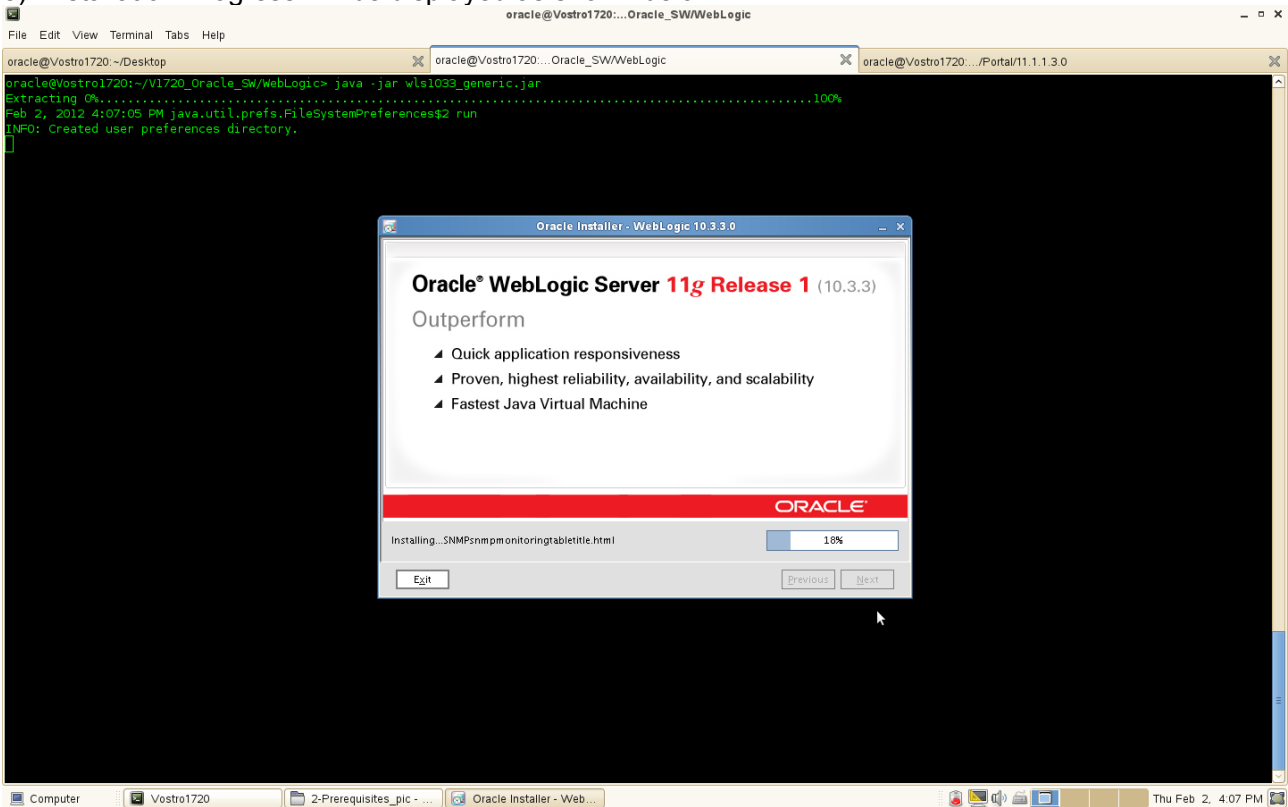 oracle@Vostro1720:...Oracle_SW/WebLogic
File Edit View Terminal Tabs Help
oracle@Vostro1720:~/Desktop
oracle@Vostro1720:...Oracle_SW/WebLogic
oracle@Vostro1720:.../Portal/11.1.1.3.0
oracle@Vostro1720:~/V1720_Oracle_SW/WebLogic> java -jar wls1033_generic.jar
Extracting 0%....................................................................................................100%
Feb 2, 2012 4:07:05 PM java.util.prefs.FileSystemPreferences$2 run
INFO: Created user preferences directory.
Oracle Installer - WebLogic 10.3.3.0
Oracle® WebLogic Server 11g Release 1 (10.3.3)
Outperform
Quick application responsiveness
Proven, highest reliability, availability, and scalability
Fastest Java Virtual Machine
ORACLE
Installing...SNMPsnmpmonitoringtabletitle.html
18%
Exit
Previous
Next
Computer
Vostro1720
2-Prerequisites_pic - ...
Oracle Installer - Web...
Thu Feb 2, 4:07 PM